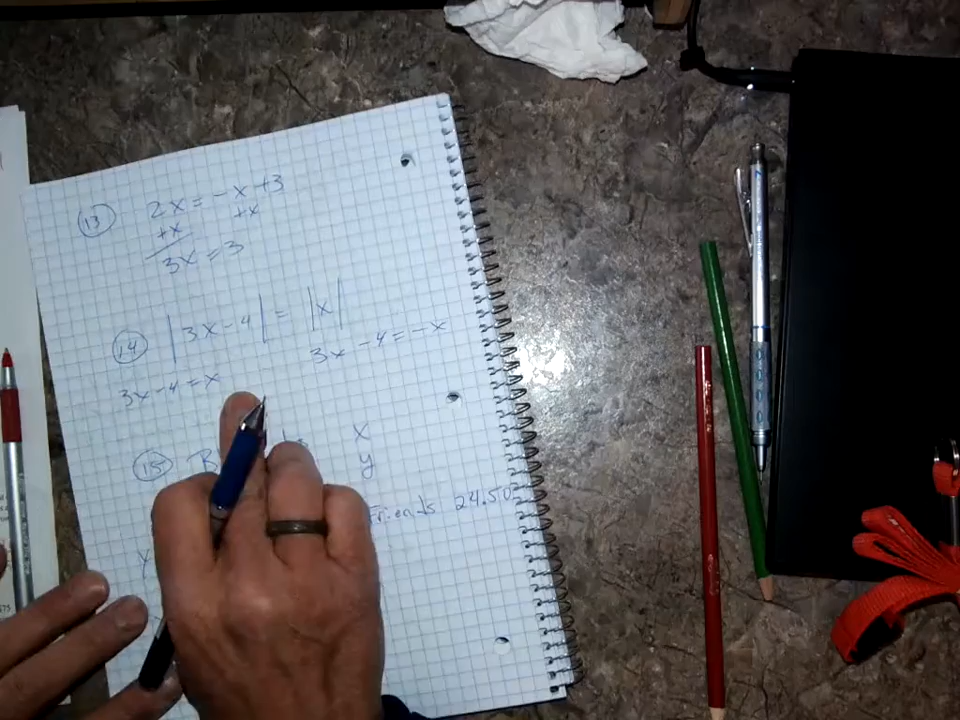 13 2x = -x + 3
+x +x
3x = 3
14 |3x-4| = |x|
3x-4=x 3x-4=-x
15 x
y
Friends 24.50